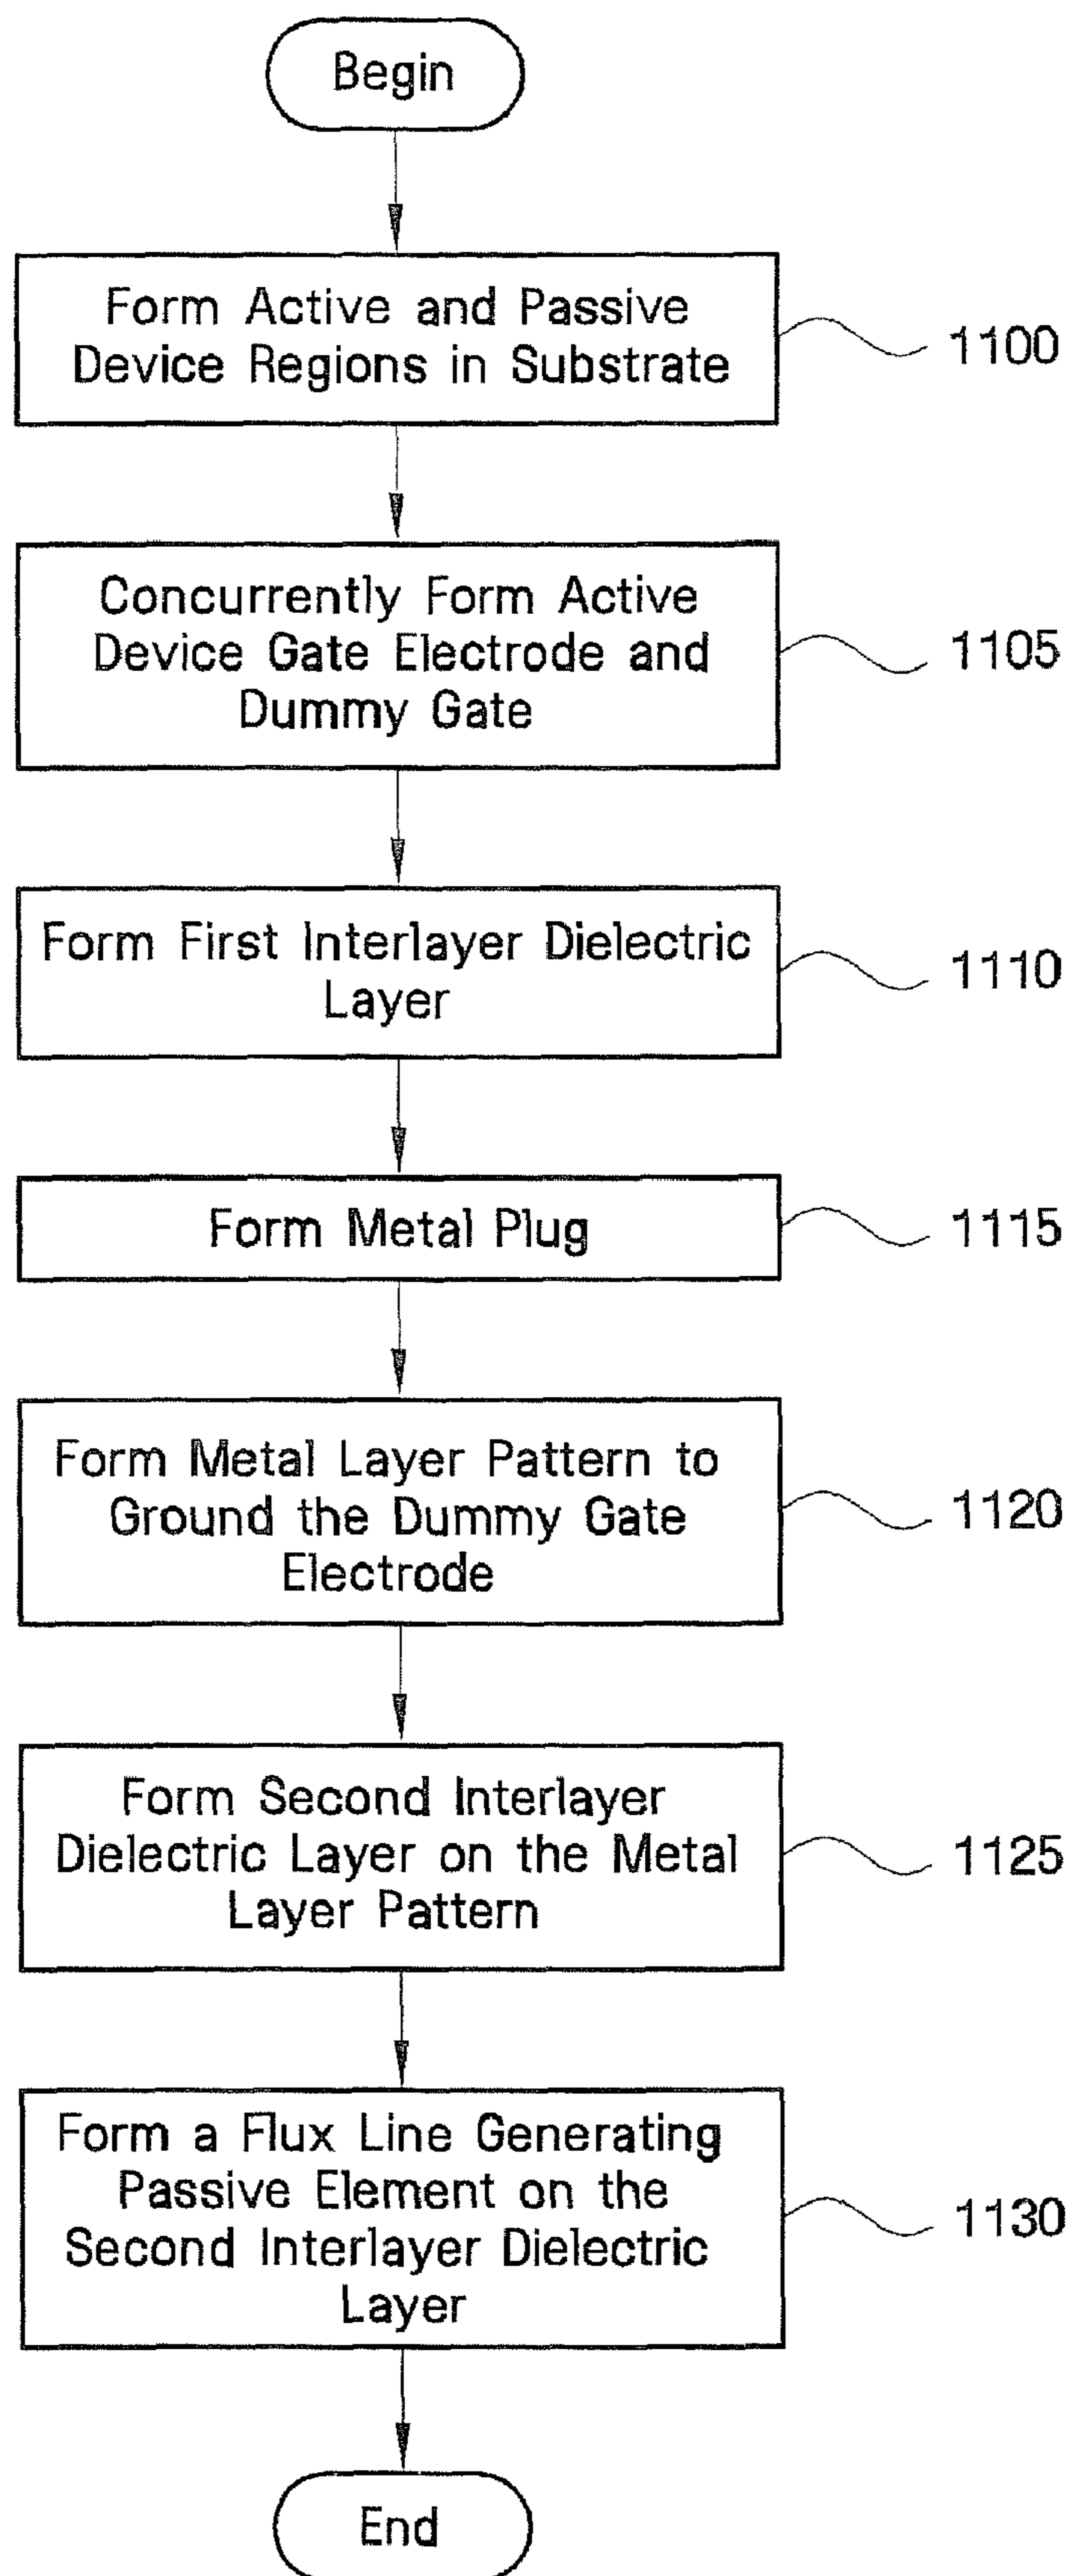 Begin
Form Active and Passive
Device Regions in Substrate
1100
Concurrently Form Active
Device Gate Electrode and
Dummy Gate
1105
Form First Interlayer Dielectric
Layer
1110
Form Metal Plug
1115
Form Metal Layer Pattern to
Ground the Dummy Gate
Electrode
1120
Form Second Interlayer
Dielectric Layer on the Metal
Layer Pattern
1125
Form a Flux Line Generating
Passive Element on the
Second Interlayer Dielectric
Layer
1130
End